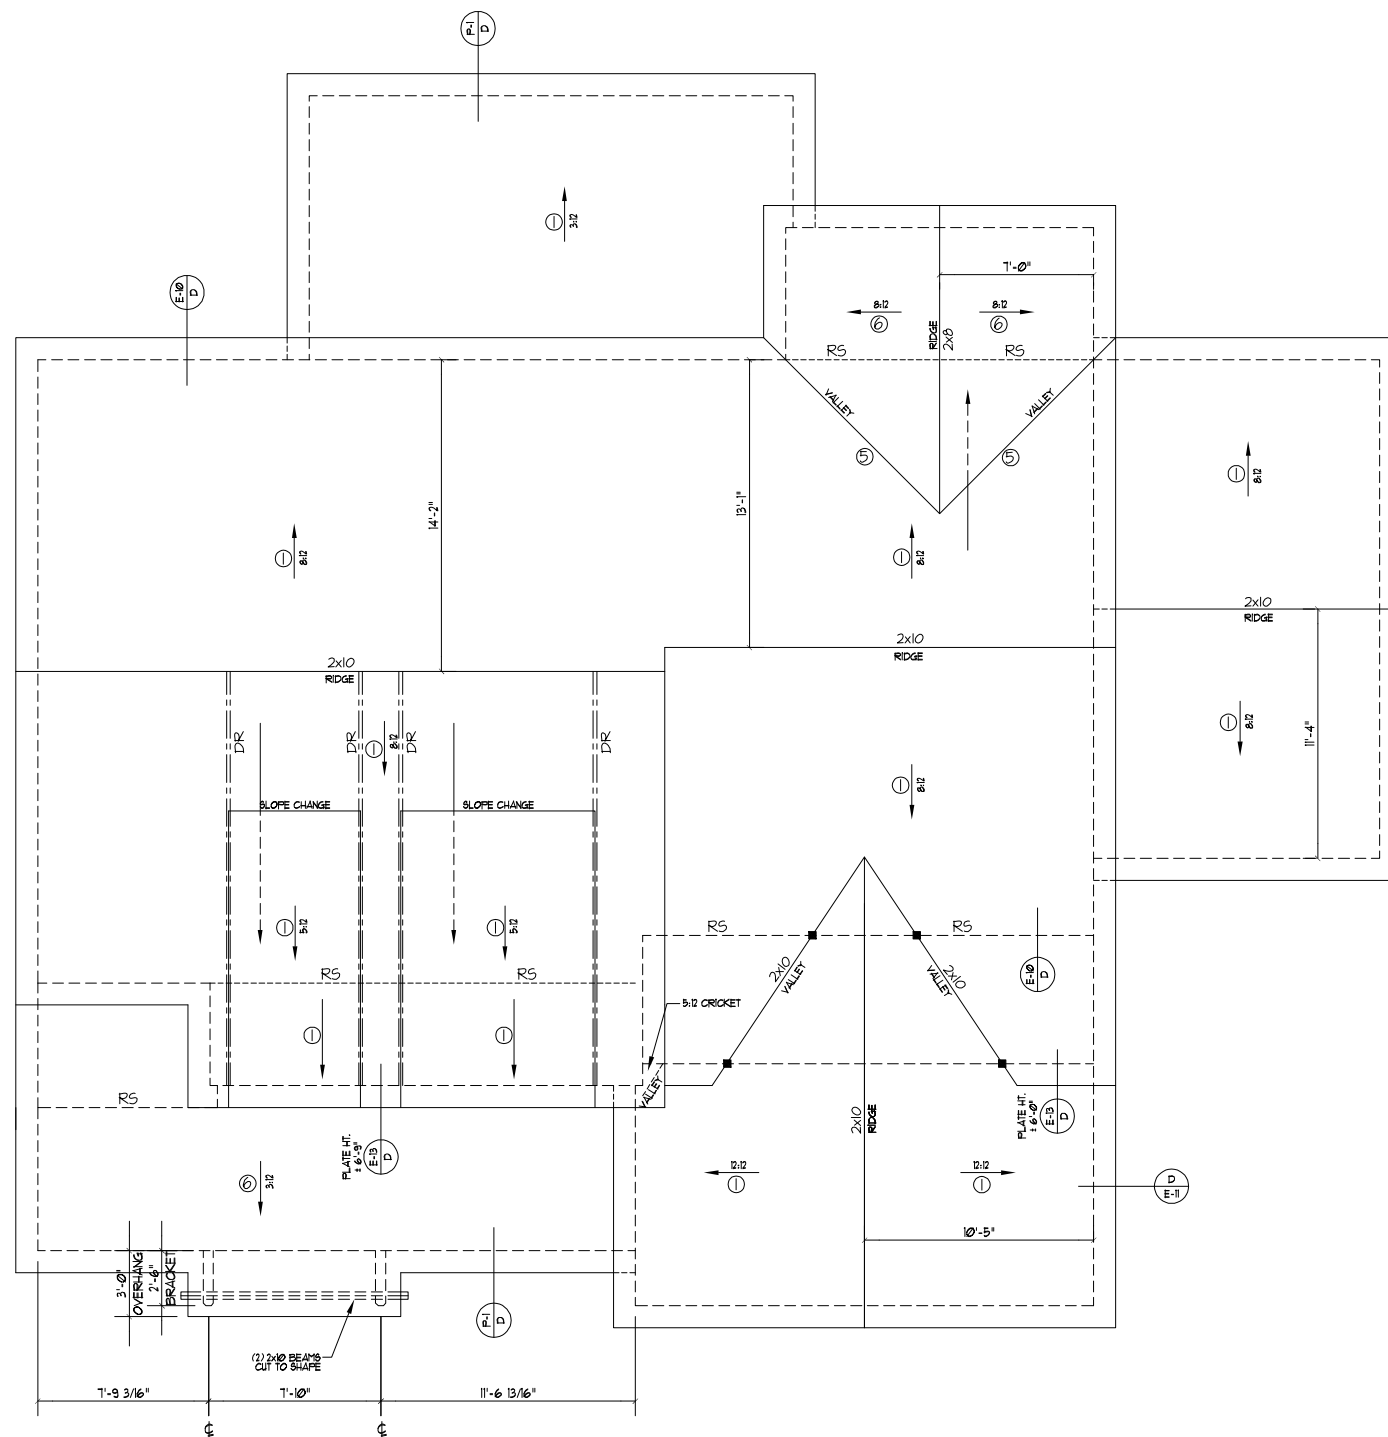 P-1
D
1
3:12
E-10
D
7'-0"
8:12
6
8:12
6
RIDGE
2x8
RS
RS
VALLEY
VALLEY
5
5
14'-2"
13'-1"
1
8:12
1
8:12
1
8:12
2x10
RIDGE
2x10
RIDGE
2x10
RIDGE
DR
DR
1
8:12
DR
DR
1
8:12
11'-4"
1
8:12
SLOPE CHANGE
SLOPE CHANGE
1
5:12
1
5:12
RS
RS
RS
RS
2x10
VALLEY
2x10
VALLEY
E-10
D
5:12 CRICKET
1
1
VALLEY
RS
PLATE HT.
± 6'-9"
E-13
D
2x10
RIDGE
PLATE HT.
± 6'-0"
E-13
D
6
3:12
12:12
1
12:12
1
D
E-11
10'-5"
3'-0"
OVERHANG
2'-6"
BRACKET
P-1
D
(2) 2x10 BEAMS
CUT TO SHAPE
7'-9 3/16"
7'-10"
11'-6 13/16"
℄
℄